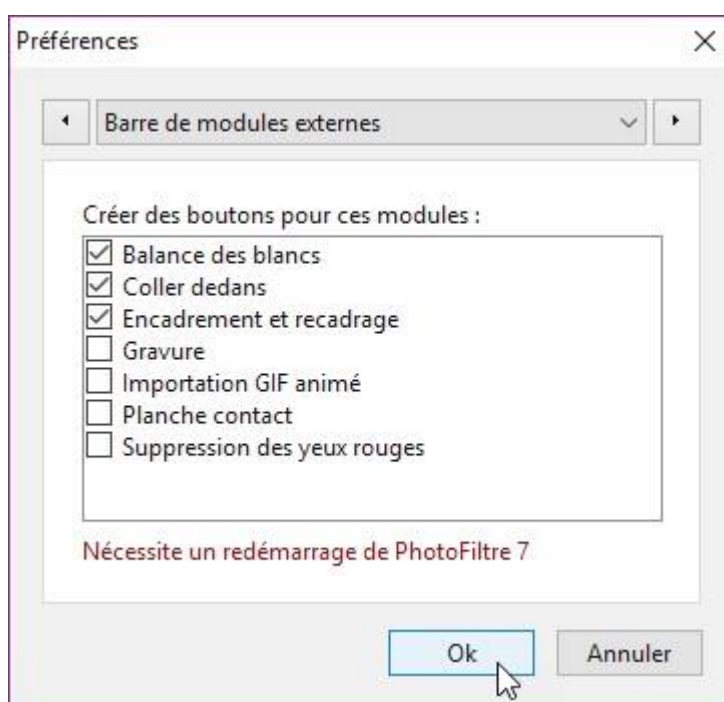 Préférences
Barre de modules externes
Créer des boutons pour ces modules :
Balance des blancs
Coller dedans
Encadrement et recadrage
Gravure
Importation GIF animé
Planche contact
Suppression des yeux rouges
Nécessite un redémarrage de PhotoFiltre 7
Ok Annuler